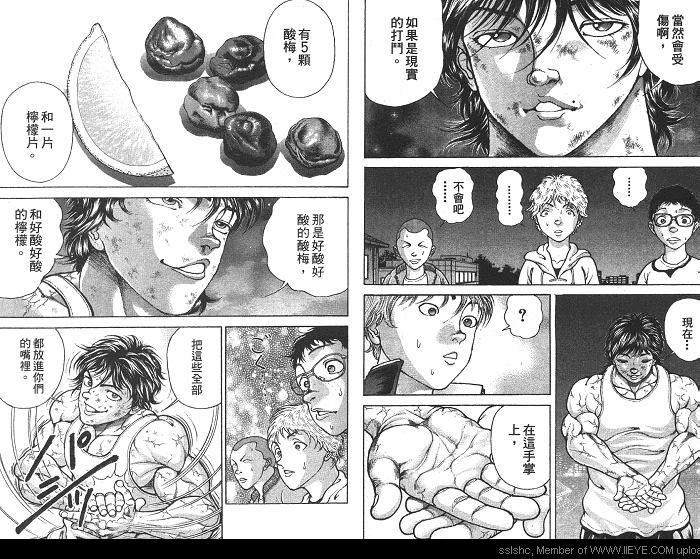 當然會受
傷啊，
如果是現實
的打鬥。
……
……
不會吧
……
現在…
？
在這手掌
上，
有5顆
酸梅，
和一片
檸檬片。
那是好酸好
酸的酸梅，
和好酸好酸
的檸檬。
把這些全部
都放進你們
的嘴裡。
sslshc, Member of WWW.IIEYE.COM uploa